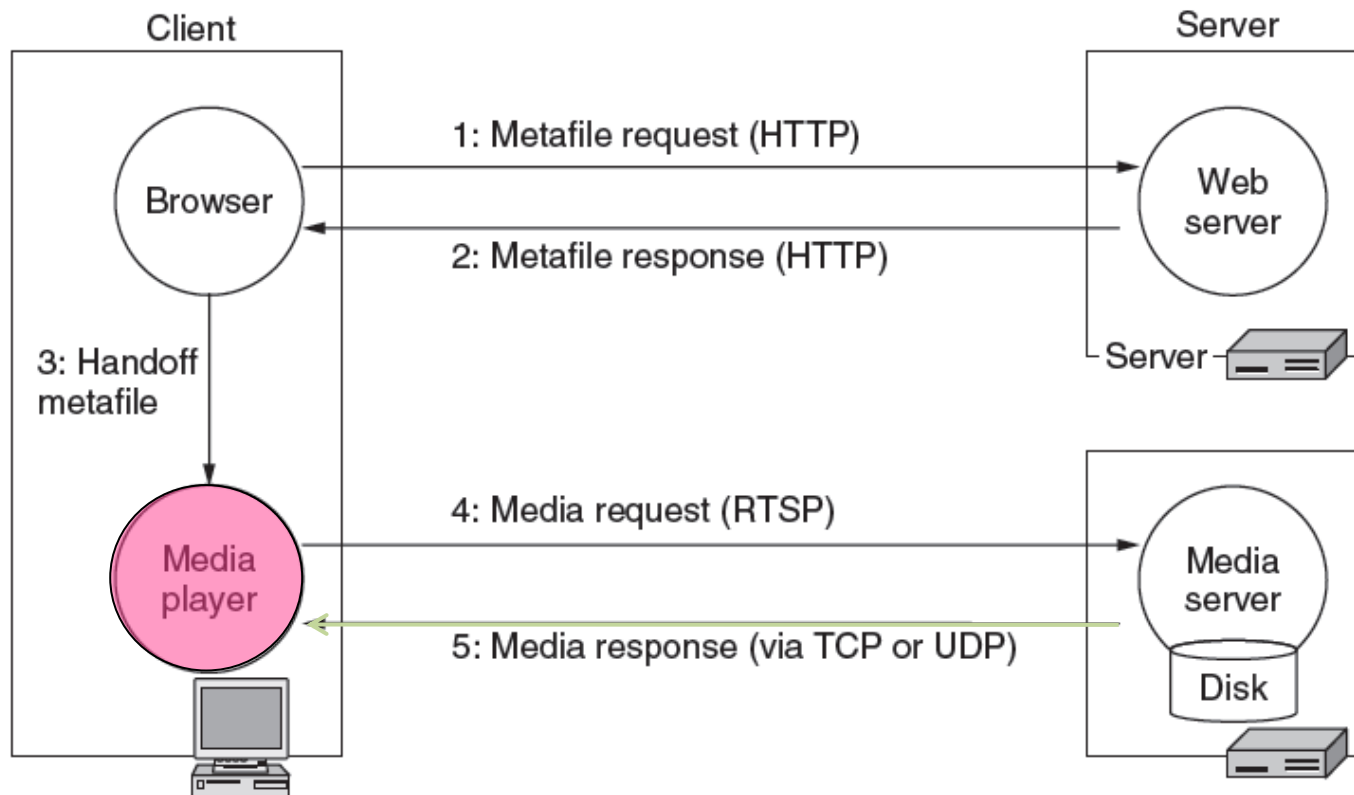 Client
Server
1: Metafile request (HTTP)
Browser
Web
server
2: Metafile response (HTTP)
3: Handoff
metafile
Server
4: Media request (RTSP)
Media
player
Media
server
5: Media response (via TCP or UDP)
Disk